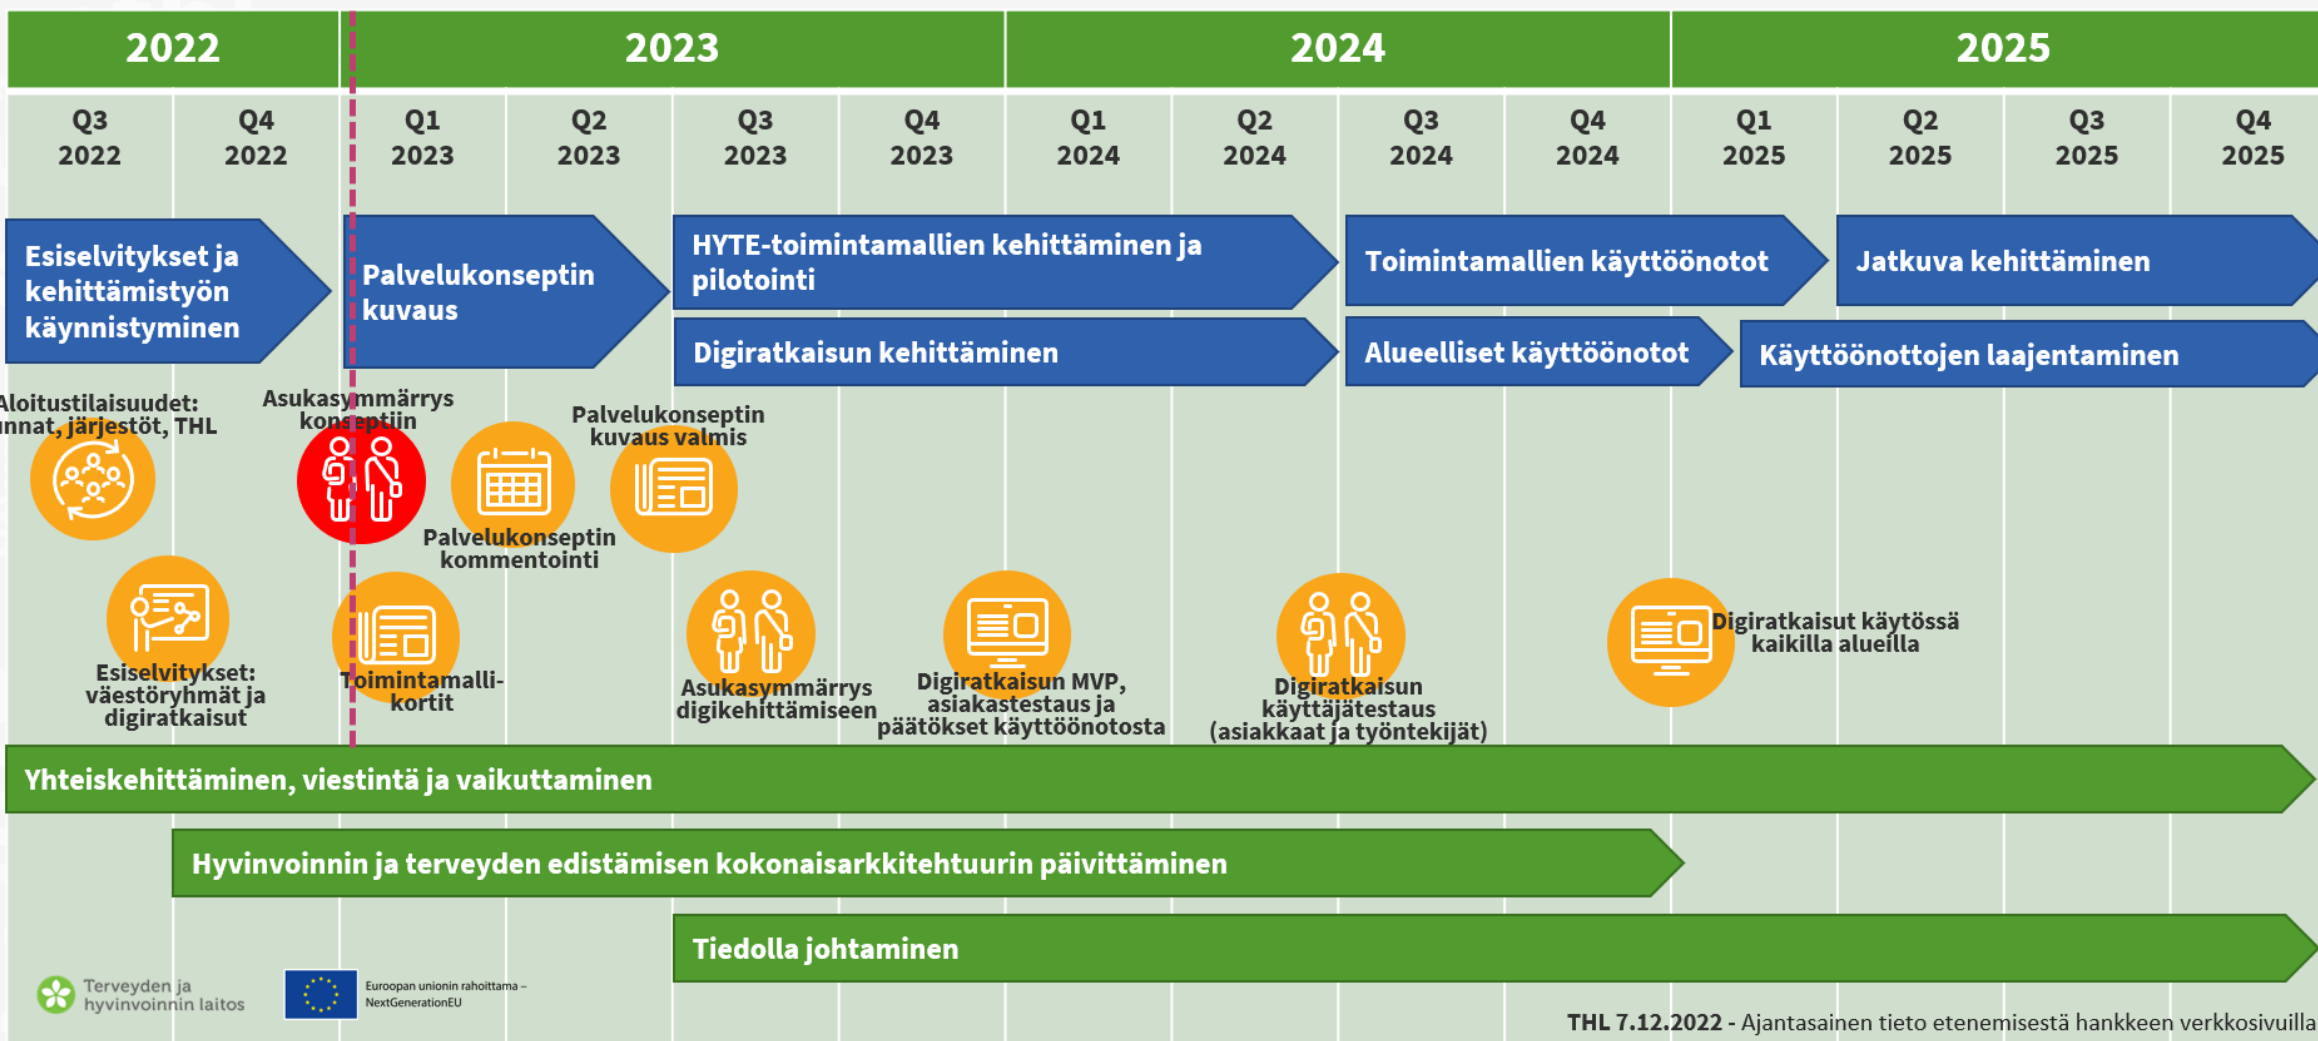 2022
2023
2024
2025
Q3
2022
Q4
2022
Q1
2023
Q2
2023
Q3
2023
Q4
2023
Q1
2024
Q2
2024
Q3
2024
Q4
2024
Q1
2025
Q2
2025
Q3
2025
Q4
2025
Esiselvitykset ja
kehittämistyön
käynnistyminen
Palvelukonseptin
kuvaus
HYTE-toimintamallien kehittäminen ja
pilotointi
Digiratkaisun kehittäminen
Toimintamallien käyttöönotot
Alueelliset käyttöönotot
Jatkuva kehittäminen
Käyttöönottojen laajentaminen
Aloitustilaisuudet:
järjestöt, THL
Asukasymmärrys
konseptiin
Palvelukonseptin
kommentointi
Palvelukonseptin
kuvaus valmis
Esiselvitykset:
väestöryhmät ja
digiratkaisut
Toimintamalli-
kortit
Asukasymmärrys
digikehittämiseen
Digiratkaisun MVP,
asiakastestaus ja
päätökset käyttöönotosta
Digiratkaisun
käyttäjätestaus
(asiakkaat ja työntekijät)
Digiratkaisut käytössä
kaikilla alueilla
Yhteiskehittäminen, viestintä ja vaikuttaminen
Hyvinvoinnin ja terveyden edistämisen kokonaisarkkitehtuurin päivittäminen
Tiedolla johtaminen
Terveyden ja
hyvinvoinnin laitos
Euroopan unionin rahoittama –
NextGenerationEU
THL 7.12.2022 - Ajantasainen tieto etenemisestä hankkeen verkkosivuilla